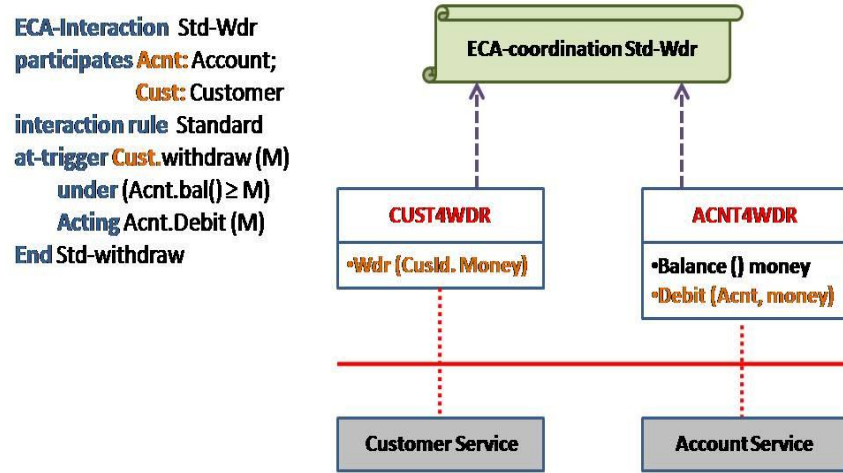 ECA-Interaction Std-Wdr
participates Acnt: Account;
Cust: Customer
interaction rule Standard
at-trigger Cust.withdraw (M)
under (Acnt.bal() ≥ M)
Acting Acnt.Debit (M)
End Std-withdraw
ECA-coordination Std-Wdr
CUST4WDR
•Wdr (CusId. Money)
ACNT4WDR
•Balance () money
•Debit (Acnt, money)
Customer Service
Account Service